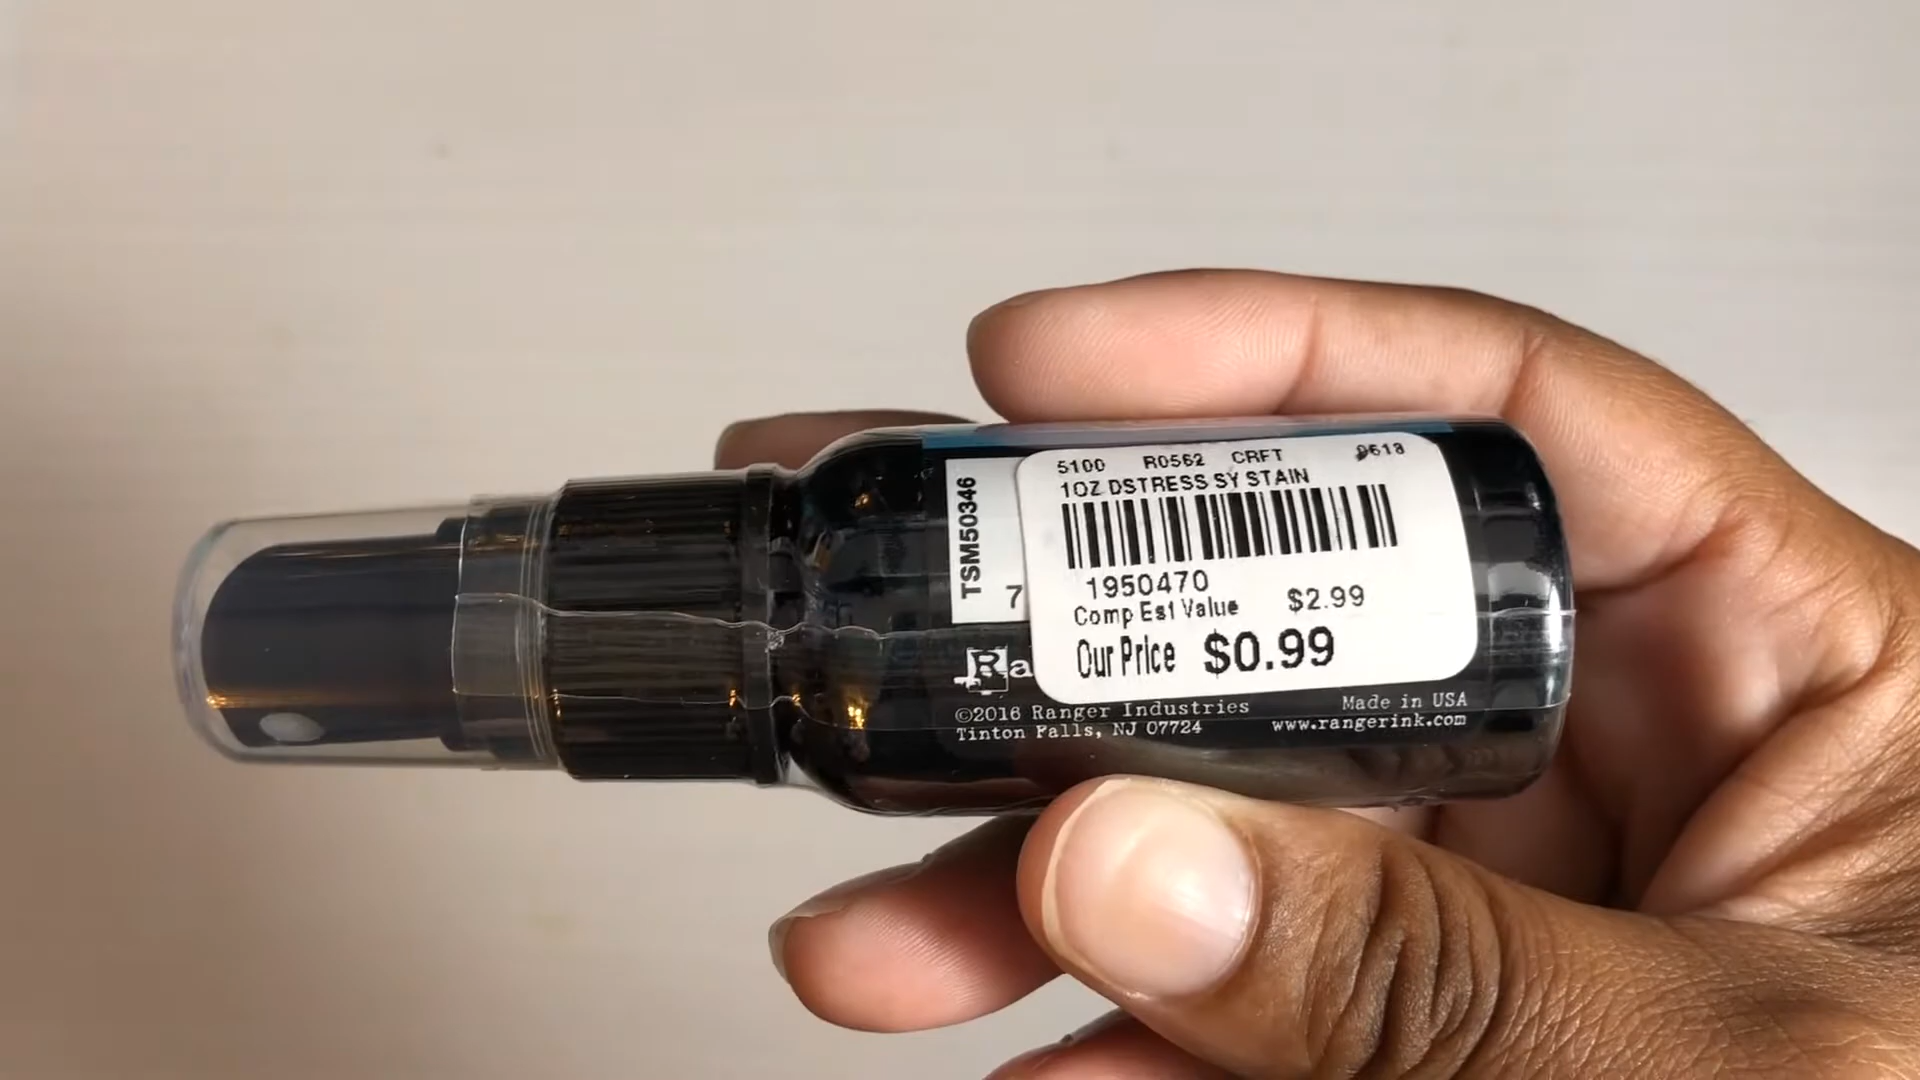 5100 R0562 CRFT 0618
1OZ DSTRESS SY STAIN
1950470
Comp Est Value $2.99
Our Price $0.99
TSM50346
7
Ra
©2016 Ranger Industries
Tinton Falls, NJ 07724
Made in USA
www.rangerink.com